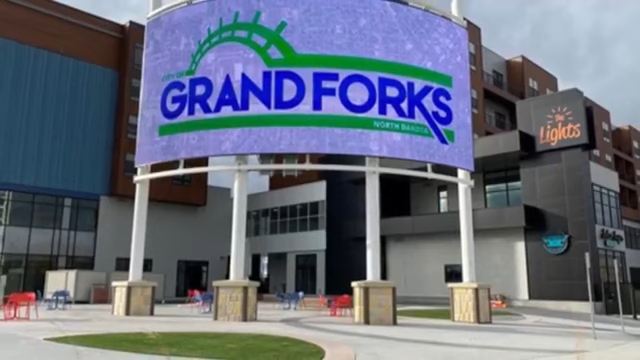 CITY OF
GRAND FORKS
NORTH DAKOTA
The
Lights